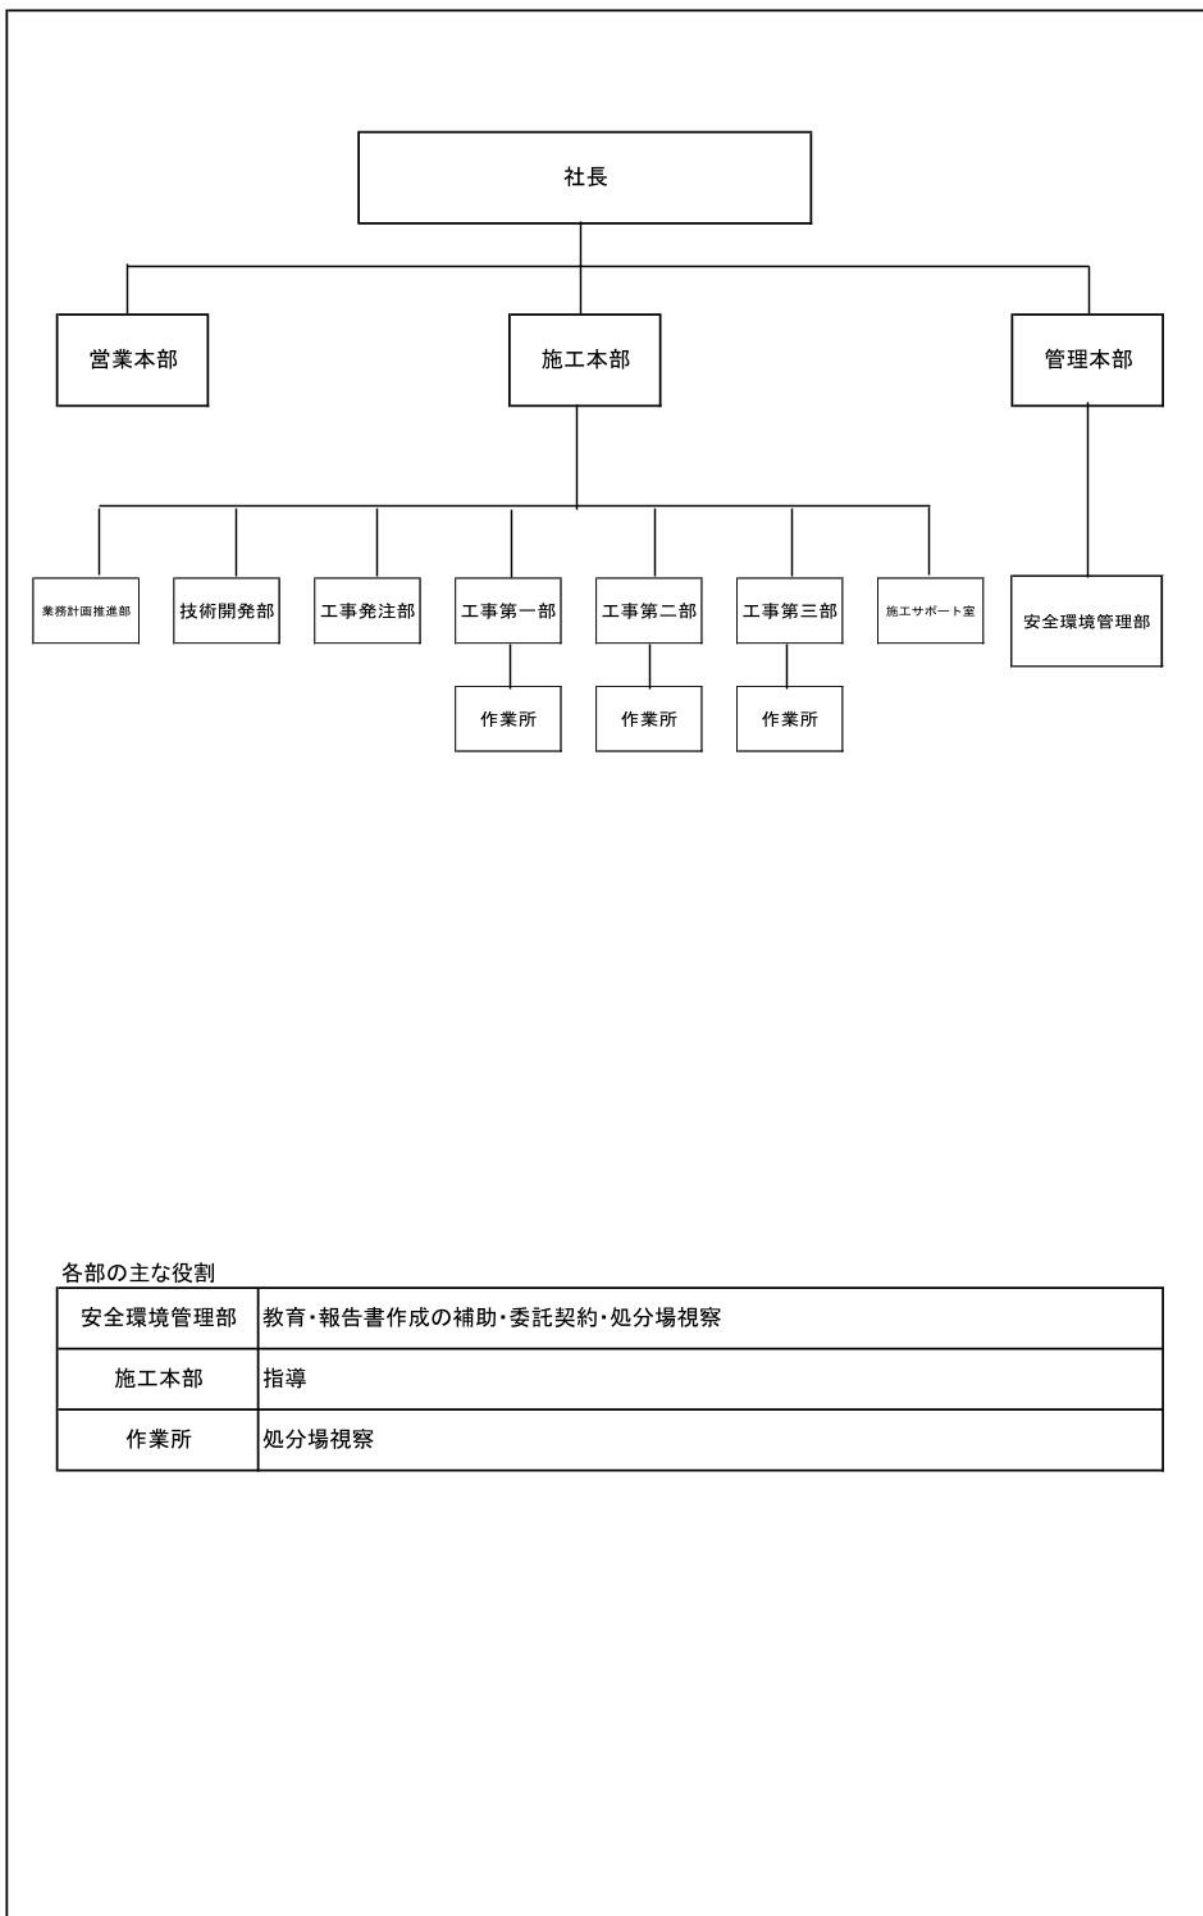 社長
営業本部
施工本部
管理本部
業務計画推進部
技術開発部
工事発注部
工事第一部
工事第二部
工事第三部
施工サポート室
安全環境管理部
作業所
作業所
作業所
各部の主な役割
安全環境管理部 教育・報告書作成の補助・委託契約・処分場視察
施工本部 指導
作業所 処分場視察